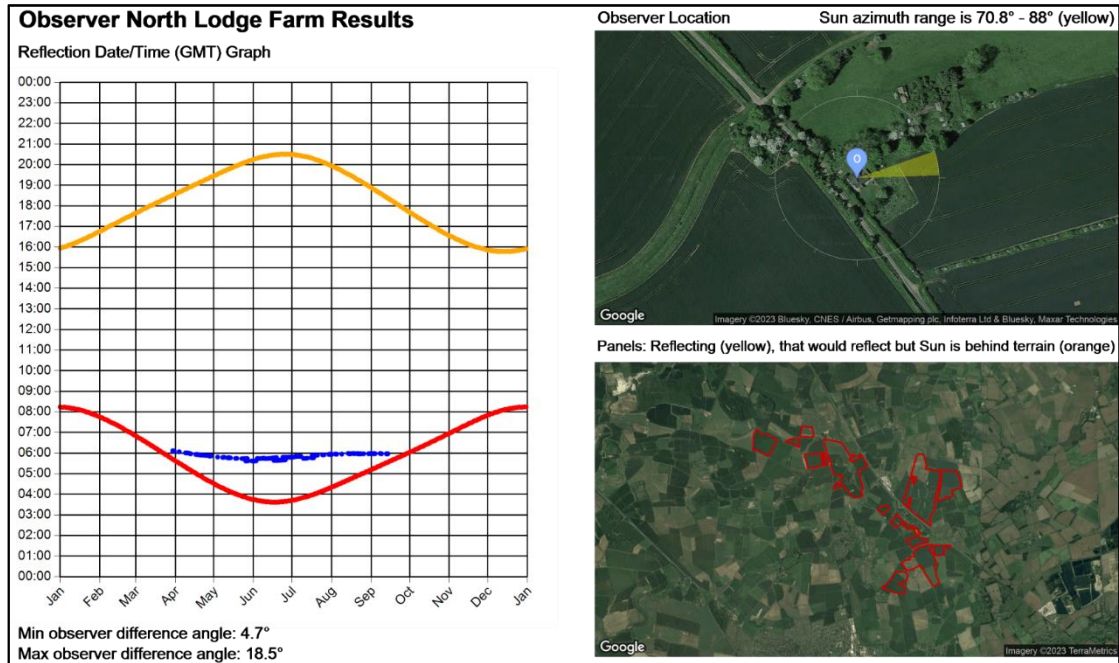 Observer North Lodge Farm Results
Reflection Date/Time (GMT) Graph
00:00
23:00
22:00
21:00
20:00
19:00
18:00
17:00
16:00
15:00
14:00
13:00
12:00
11:00
10:00
09:00
08:00
07:00
06:00
05:00
04:00
03:00
02:00
01:00
00:00
Jan Feb Mar Apr May Jun Jul Aug Sep Oct Nov Dec Jan
Min observer difference angle: 4.7°
Max observer difference angle: 18.5°
Observer Location Sun azimuth range is 70.8° - 88° (yellow)
O
Google Imagery ©2023 Bluesky, CNES / Airbus, Getmapping plc, Infoterra Ltd & Bluesky, Maxar Technologies
Panels: Reflecting (yellow), that would reflect but Sun is behind terrain (orange)
Google Imagery ©2023 TerraMetrics